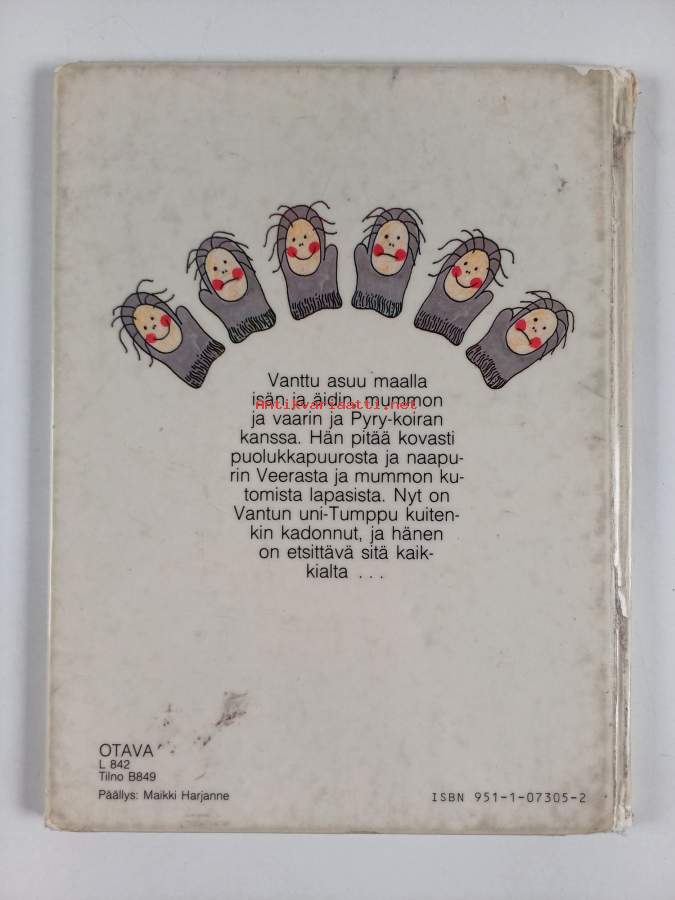 Vanttu asuu maalla
isän ja äidin, mummon
Antikvariaatti.net
ja vaarin ja Pyry-koiran
kanssa. Hän pitää kovasti
puolukkapuurosta ja naapu-
rin Veerasta ja mummon ku-
tomista lapasista. Nyt on
Vantun uni-Tumppu kuiten-
kin kadonnut, ja hänen
on etsittävä sitä kaik-
kialta . . .
OTAVA
L 842
Tilno B849
Päällys: Maikki Harjanne
ISBN 951-1-07305-2